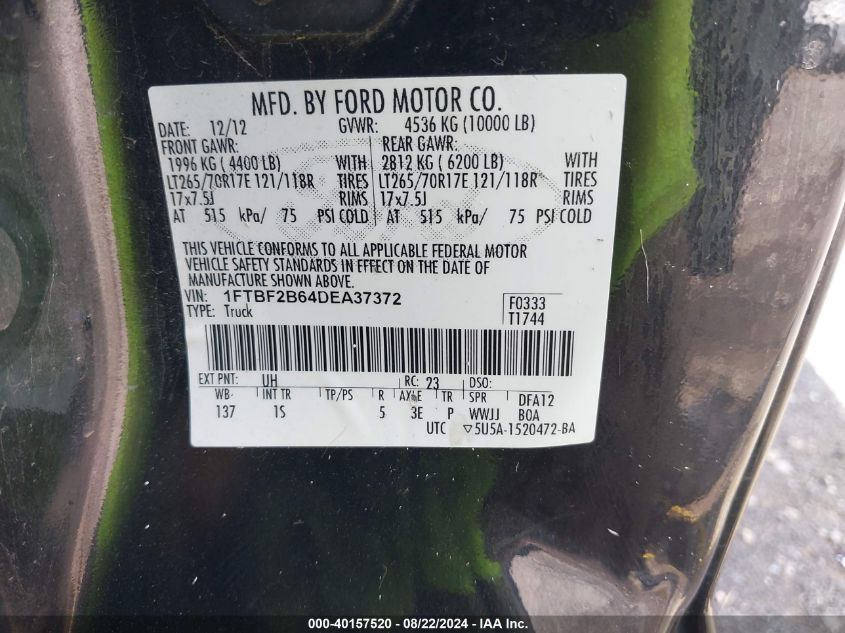 MFD. BY FORD MOTOR CO.
DATE: 12/12 GVWR: 4536 KG (10000 LB)
FRONT GAWR: REAR GAWR:
1996 KG ( 4400 LB) WITH 2812 KG ( 6200 LB) WITH
LT265/70R17E 121/118R TIRES LT265/70R17E 121/118R TIRES
17x7.5J RIMS 17x7.5J RIMS
AT 515 kPa/ 75 PSI COLD AT 515 kPa/ 75 PSI COLD
THIS VEHICLE CONFORMS TO ALL APPLICABLE FEDERAL MOTOR
VEHICLE SAFETY STANDARDS IN EFFECT ON THE DATE OF
MANUFACTURE SHOWN ABOVE.
VIN: 1FTBF2B64DEA37372 F0333
TYPE: Truck T1744
EXT PNT: UH RC: 23 DSO:
WB INT TR TP/PS R AXLE TR SPR DFA12
137 1S 5 3E P WWJJ BOA
UTC ▽5U5A-1520472-BA
000-40157520 - 08/22/2024 - IAA US Auctions